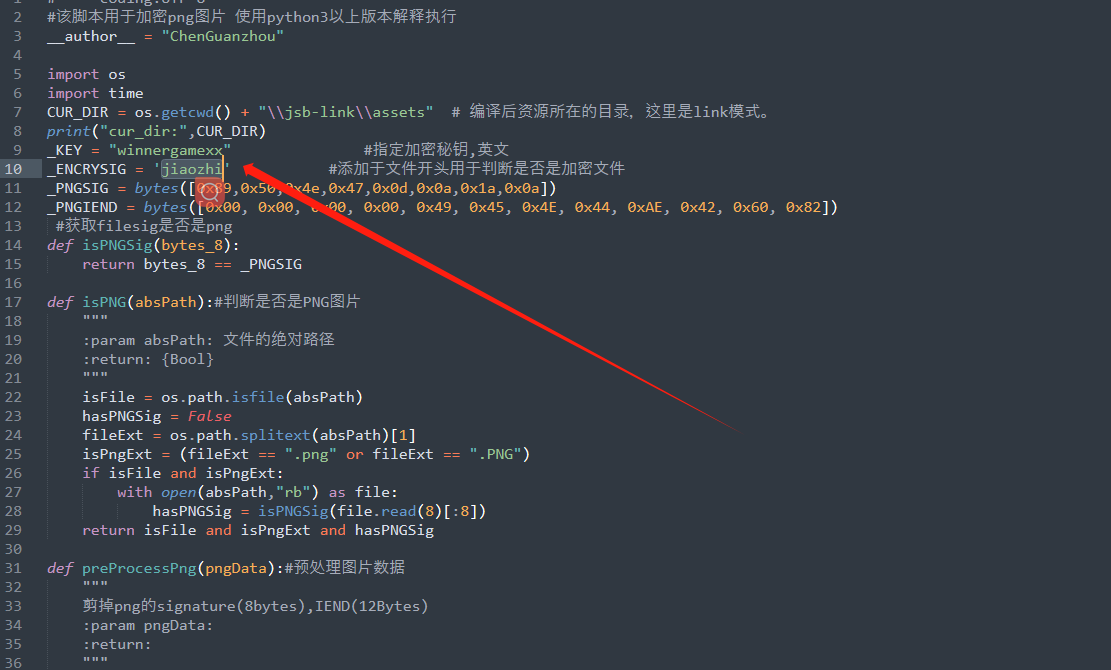 2 #该脚本用于加密png图片 使用python3以上版本解释执行
3 __author__ = "ChenGuanzhou"
4
5 import os
6 import time
7 CUR_DIR = os.getcwd() + "\\jsb-link\\assets"  # 编译后资源所在的目录, 这里是link模式。
8 print("cur_dir:",CUR_DIR)
9 _KEY = "winnergamexx"               #指定加密秘钥,英文
10 _ENCRYSIG = 'jiaozhi'           #添加于文件开头用于判断是否是加密文件
11 _PNGSIG = bytes([0x89,0x50,0x4e,0x47,0x0d,0x0a,0x1a,0x0a])
12 _PNGIEND = bytes([0x00, 0x00, 0x00, 0x00, 0x49, 0x45, 0x4E, 0x44, 0xAE, 0x42, 0x60, 0x82])
13  #获取filesig是否是png
14 def isPNGSig(bytes_8):
15     return bytes_8 == _PNGSIG
16
17 def isPNG(absPath):#判断是否是PNG图片
18     """
19     :param absPath: 文件的绝对路径
20     :return: {Bool}
21     """
22     isFile = os.path.isfile(absPath)
23     hasPNGSig = False
24     fileExt = os.path.splitext(absPath)[1]
25     isPngExt = (fileExt == ".png" or fileExt == ".PNG")
26     if isFile and isPngExt:
27         with open(absPath,"rb") as file:
28             hasPNGSig = isPNGSig(file.read(8)[:8])
29     return isFile and isPngExt and hasPNGSig
30
31 def preProcessPng(pngData):#预处理图片数据
32     """
33     剪掉png的signature(8bytes),IEND(12Bytes)
34     :param pngData:
35     :return:
36     """